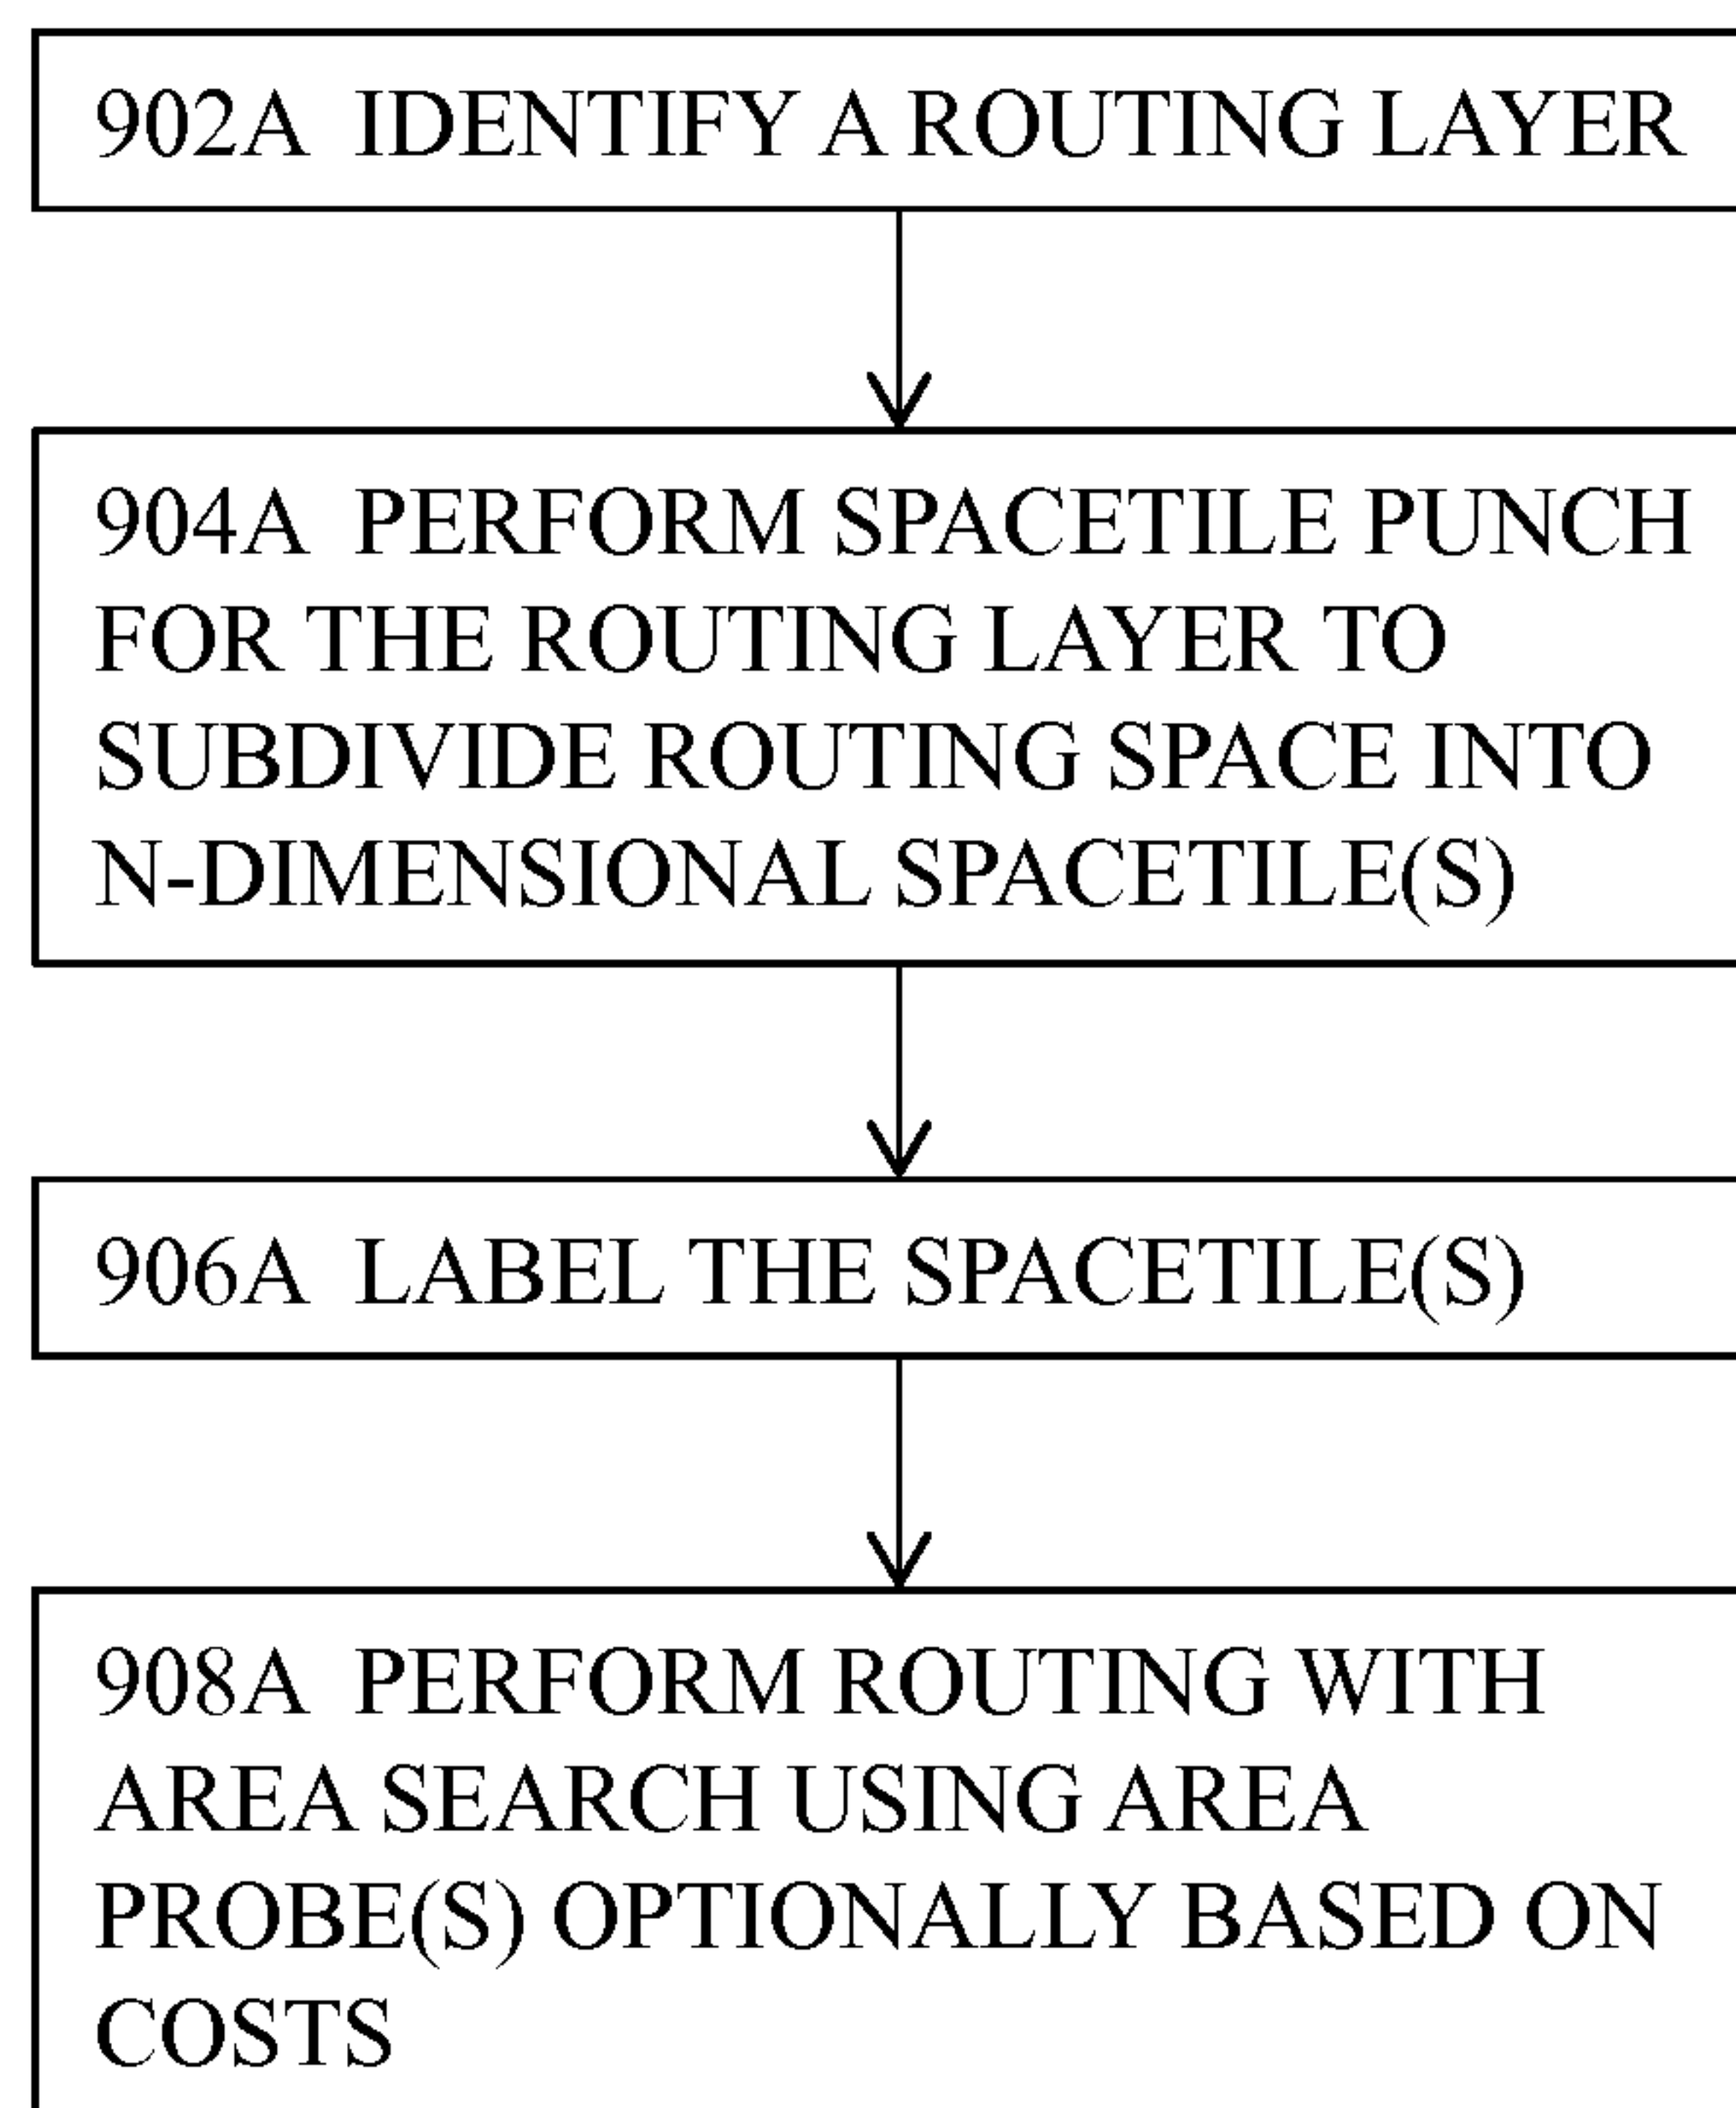 902A IDENTIFY A ROUTING LAYER
904A PERFORM SPACETILE PUNCH
FOR THE ROUTING LAYER TO
SUBDIVIDE ROUTING SPACE INTO
N-DIMENSIONAL SPACETILE(S)
906A LABEL THE SPACETILE(S)
908A PERFORM ROUTING WITH
AREA SEARCH USING AREA
PROBE(S) OPTIONALLY BASED ON
COSTS